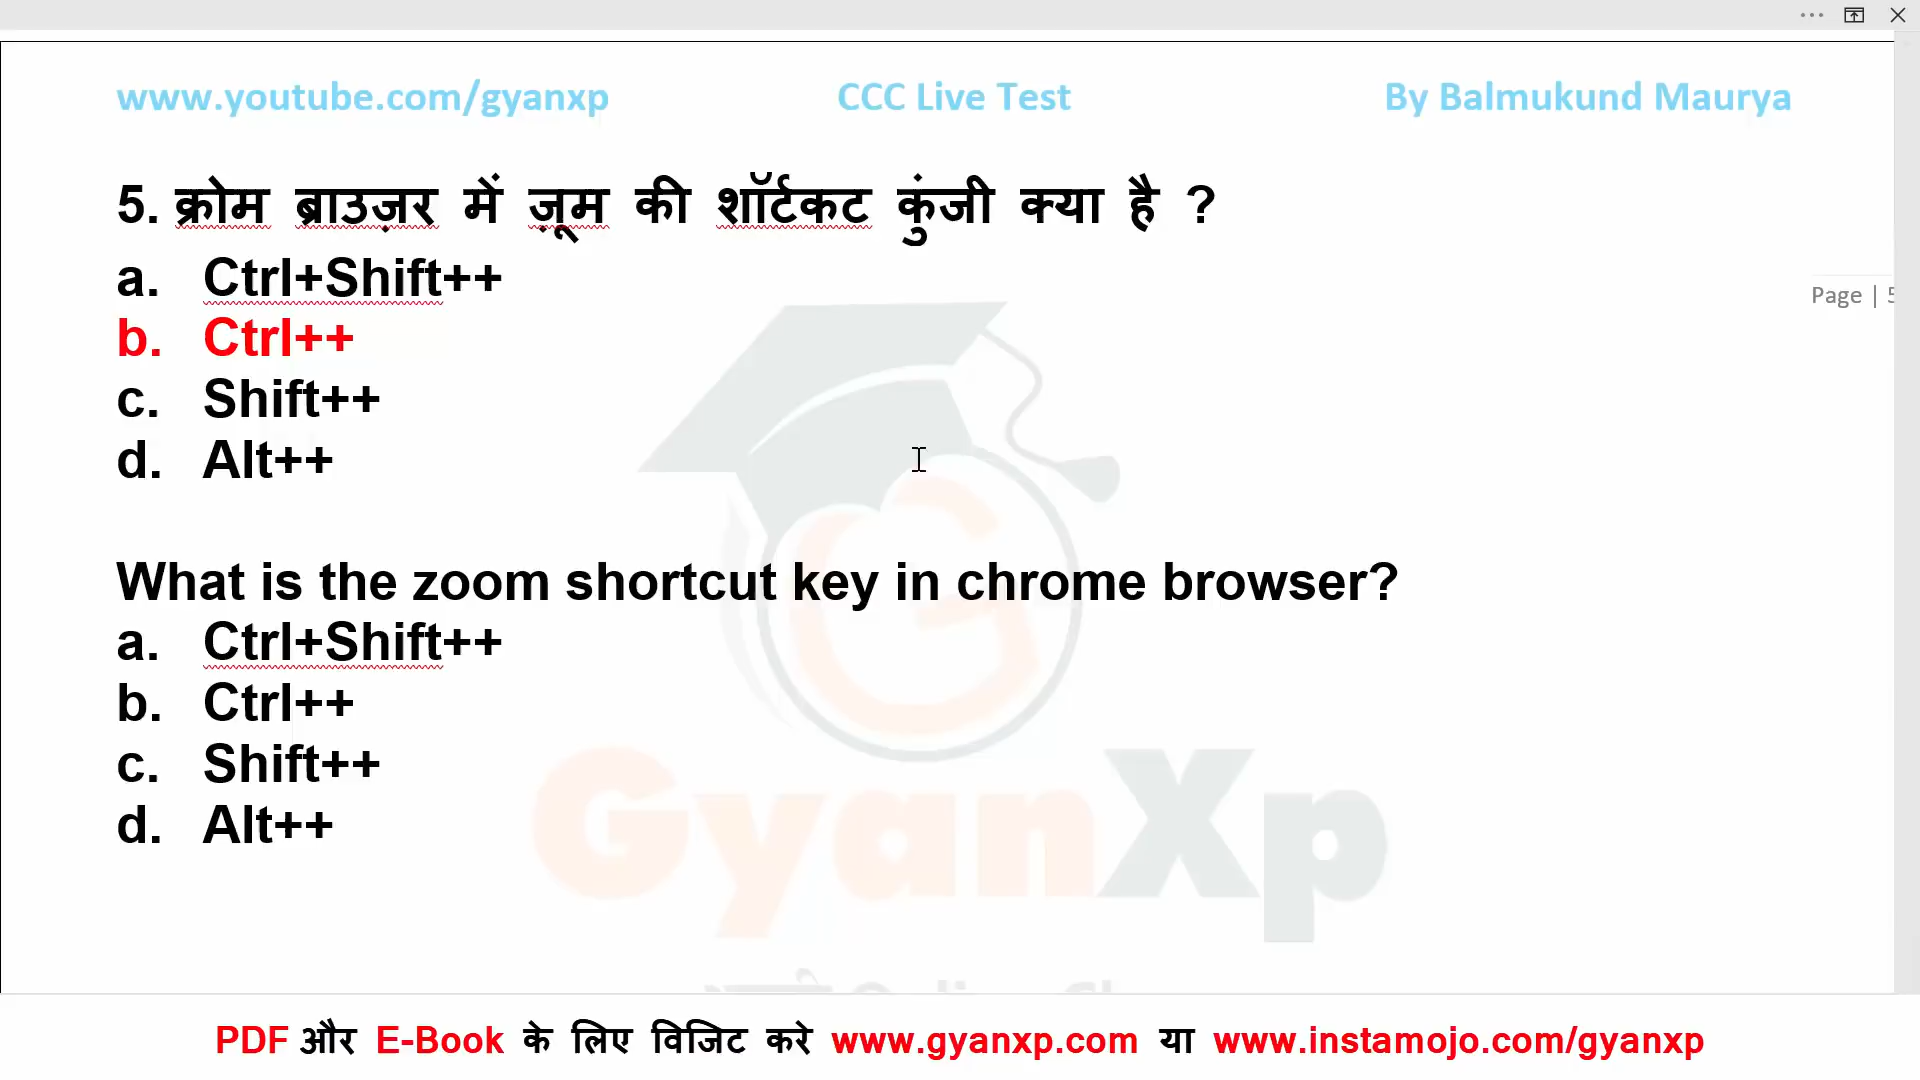 www.youtube.com/gyanxp CCC Live Test By Balmukund Maurya
5. क्रोम ब्राउज़र में ज़ूम की शॉर्टकट कुंजी क्या है ?
a. Ctrl+Shift++
Page | 5
b. Ctrl++
c. Shift++
d. Alt++
What is the zoom shortcut key in chrome browser?
a. Ctrl+Shift++
b. Ctrl++
c. Shift++
d. Alt++
GyanXp
PDF और E-Book के लिए विजिट करे www.gyanxp.com या www.instamojo.com/gyanxp